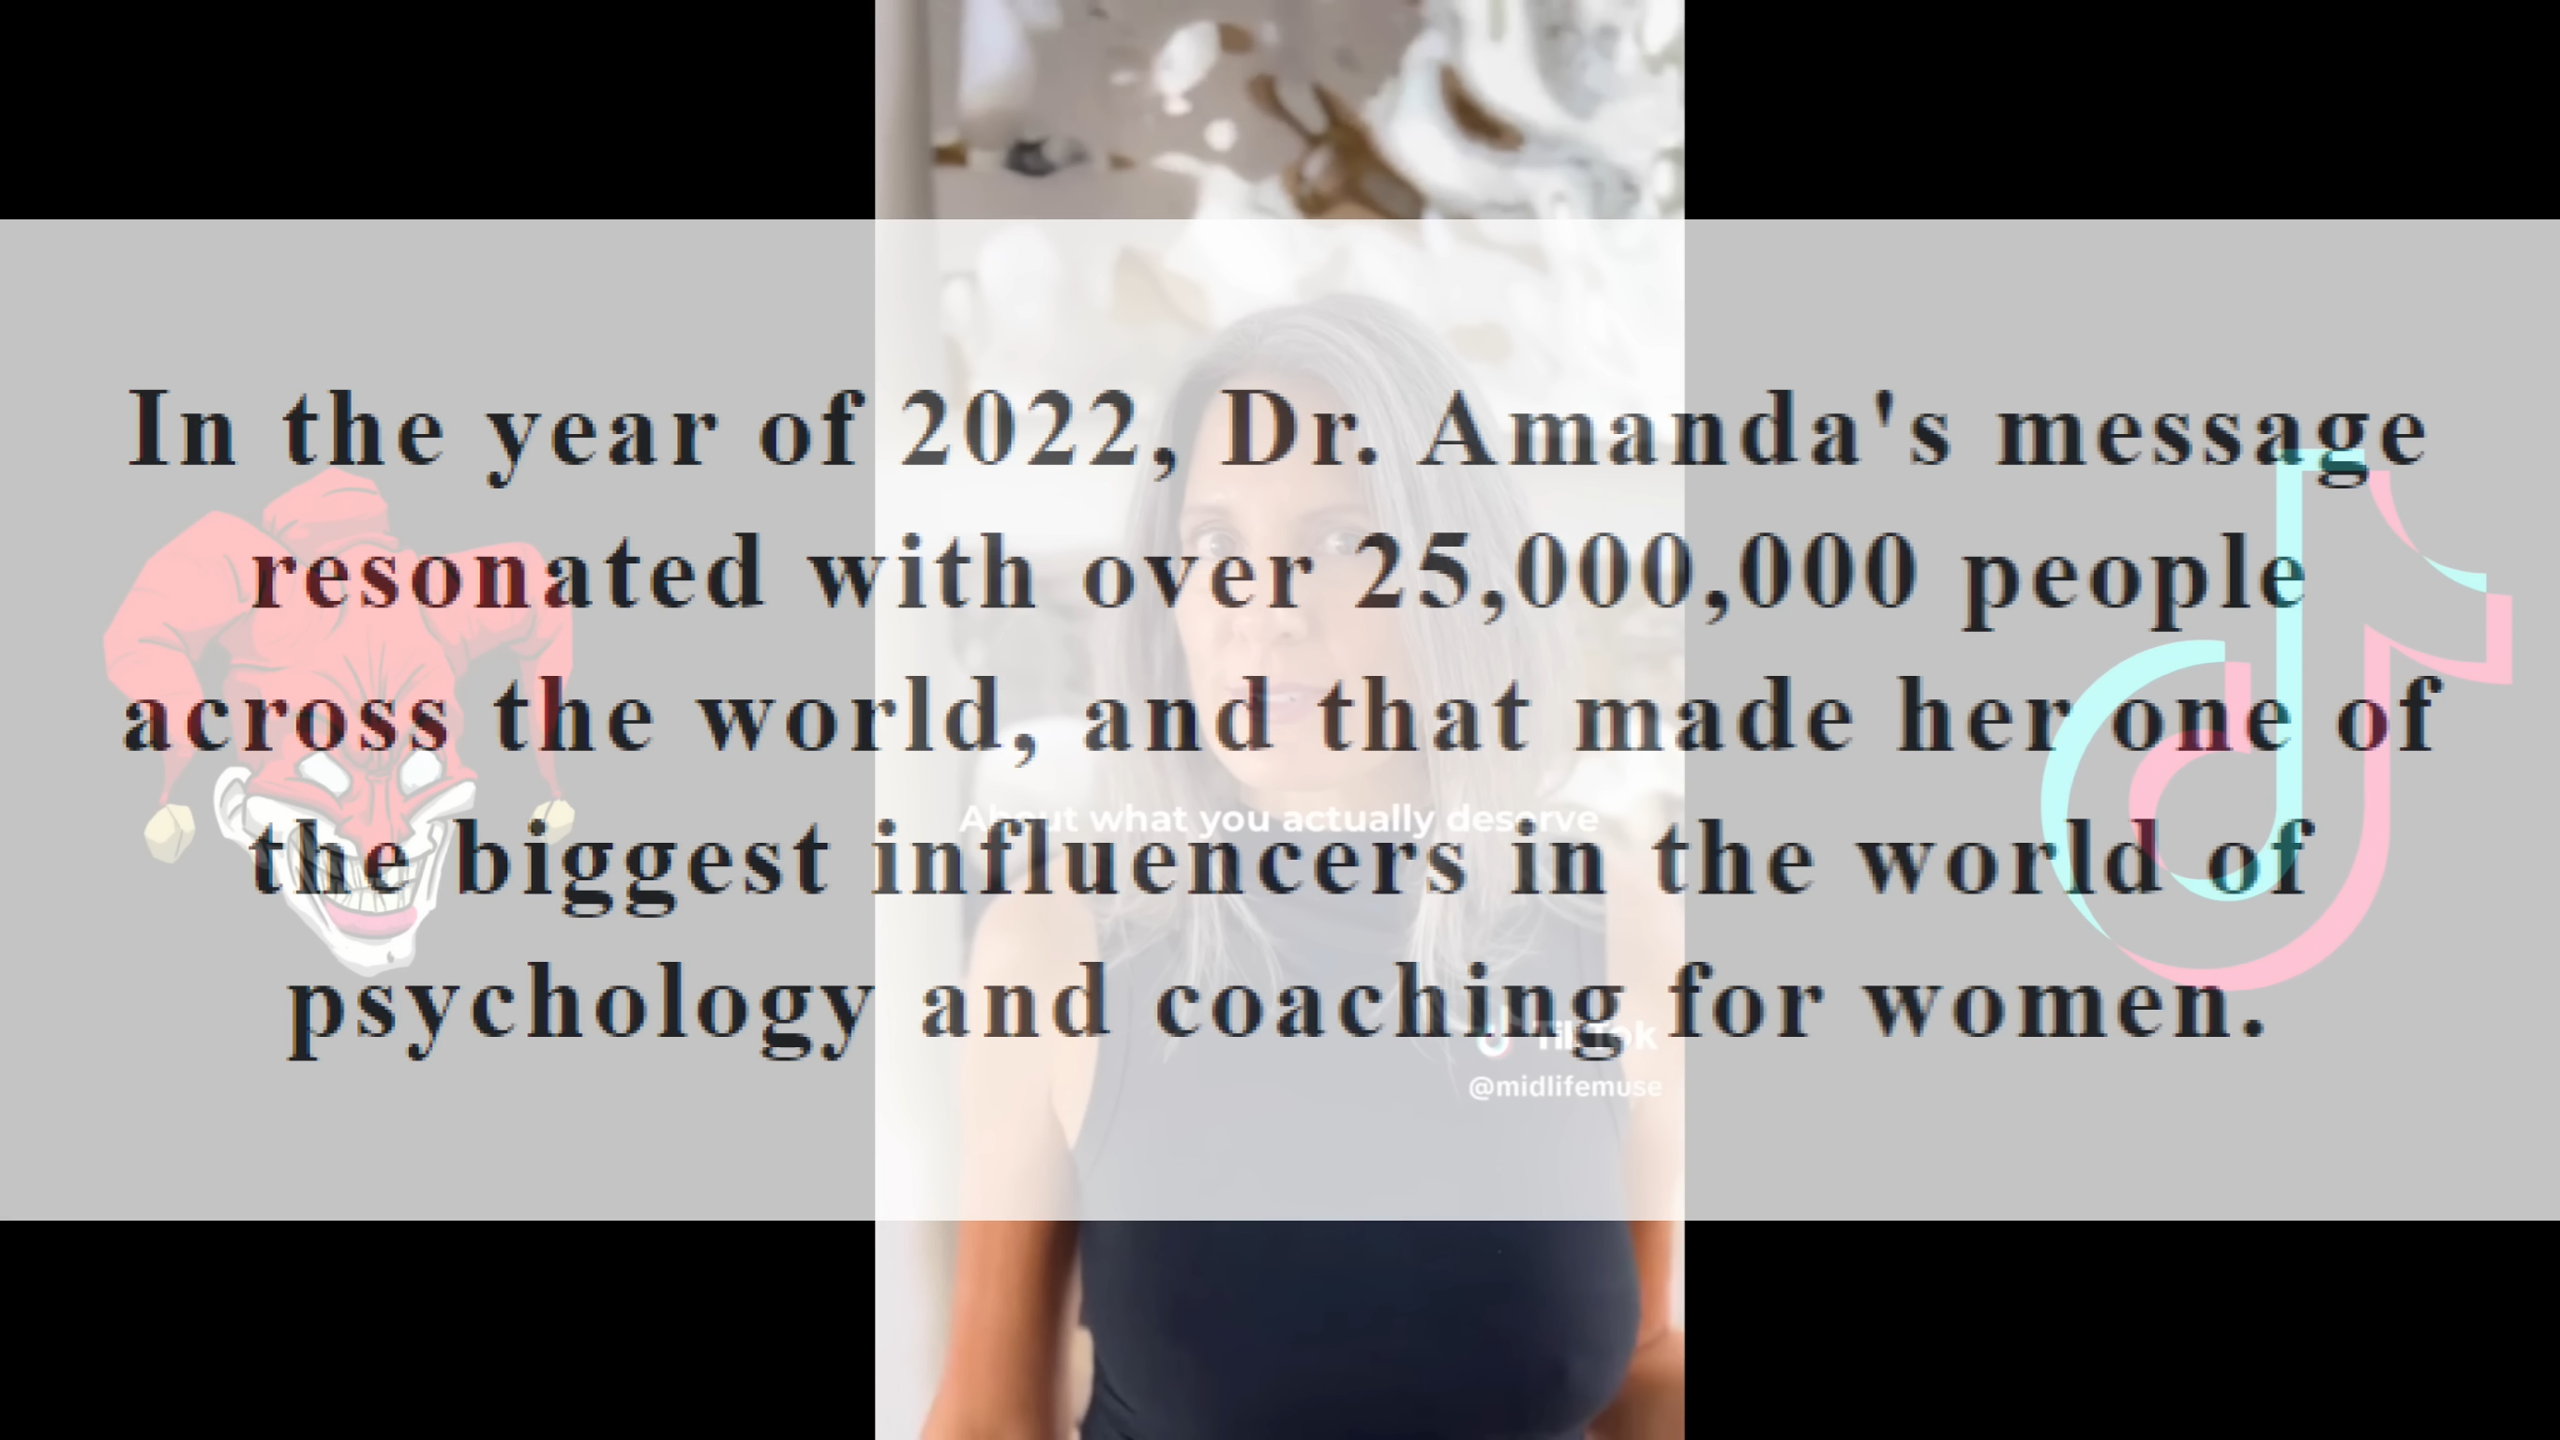 In the year of 2022, Dr. Amanda's message
resonated with over 25,000,000 people
across the world, and that made her one of
About what you actually deserve
the biggest influencers in the world of
psychology and coaching for women.
TikTok
@midlifemuse